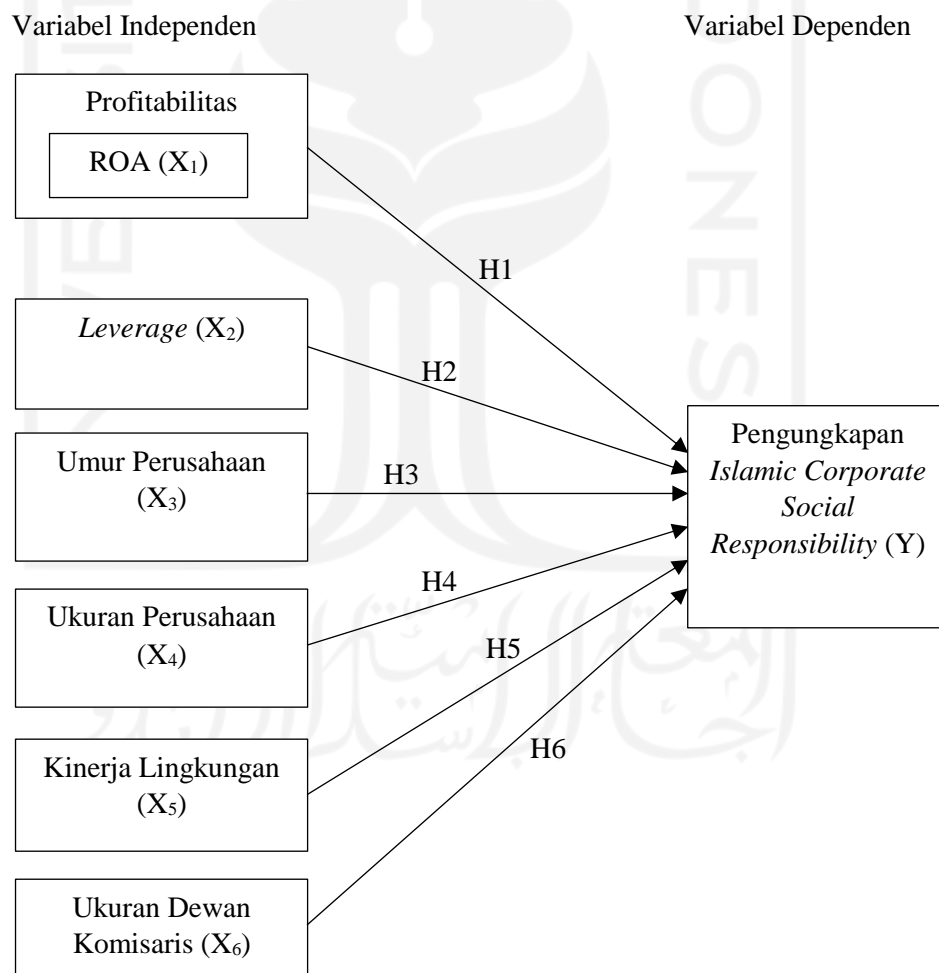 Variabel Independen
Variabel Dependen
Profitabilitas
ROA (X₁)
H1
Leverage (X₂)
H2
Umur Perusahaan
(X₃)
H3
Pengungkapan
Islamic Corporate
Social
Responsibility (Y)
Ukuran Perusahaan
(X₄)
H4
H5
Kinerja Lingkungan
(X₅)
H6
Ukuran Dewan
Komisaris (X₆)